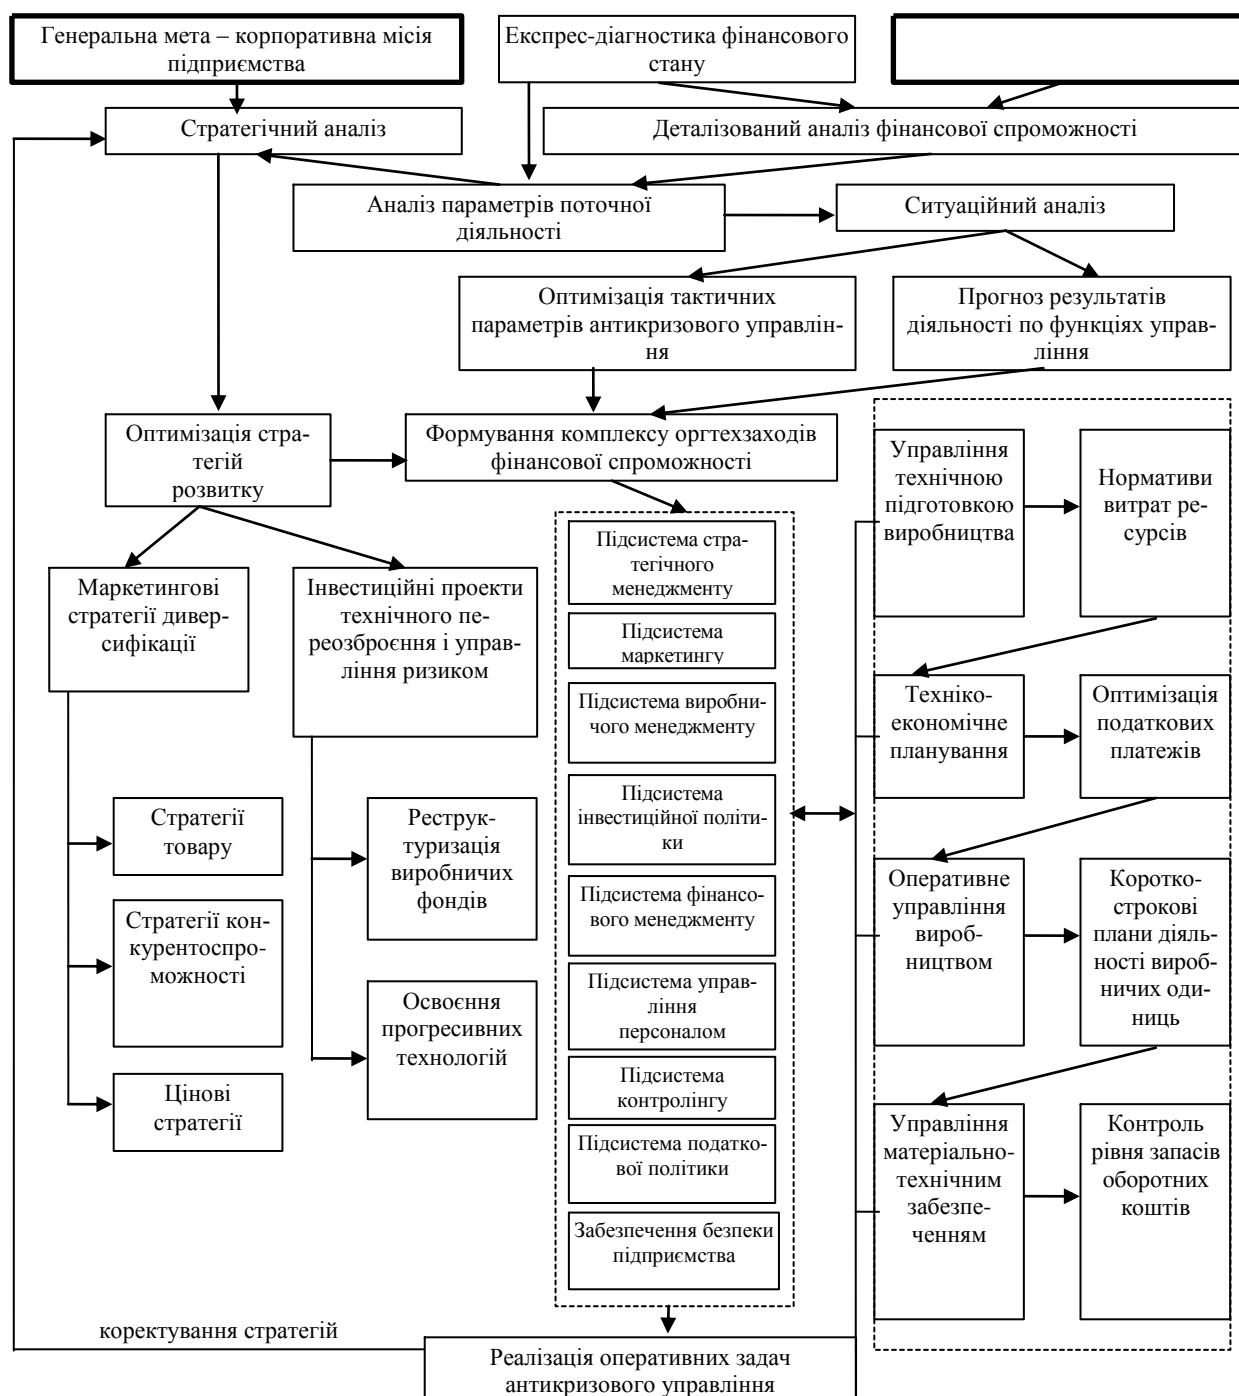 Генеральна мета – корпоративна місія
підприємства
Експрес-діагностика фінансового
стану
Стратегічний аналіз
Деталізований аналіз фінансової спроможності
Аналіз параметрів поточної
діяльності
Ситуаційний аналіз
Оптимізація тактичних
параметрів антикризового управлін-
ня
Прогноз результатів
діяльності по функціях управ-
ління
Оптимізація стра-
тегій
розвитку
Формування комплексу оргтехзаходів
фінансової спроможності
Маркетингові
стратегії дивер-
сифікації
Інвестиційні проекти
технічного пе-
реозброєння і управ-
ління ризиком
Стратегії
товару
Стратегії кон-
курентоспро-
можності
Цінові
стратегії
Реструк-
туризація
виробничих
фондів
Освоєння
прогресивних
технологій
Підсистема стра-
тегічного
менеджменту
Підсистема
маркетингу
Підсистема виробни-
чого менеджменту
Підсистема
інвестиційної політи-
ки
Підсистема фінансо-
вого менеджменту
Підсистема управ-
ління
персоналом
Підсистема
контролінгу
Підсистема податко-
вої політики
Забезпечення безпеки
підприємства
Управління
технічною
підготовкою
виробництва
Нормативи
витрат ре-
сурсів
Техніко-
економічне
планування
Оптимізація
податкових
платежів
Оперативне
управління
вироб-
ництвом
Коротко-
строкові
плани діяль-
ності вироб-
ничих оди-
ниць
Управління
матеріально-
технічним
забезпе-
ченням
Контроль
рівня запасів
оборотних
коштів
коректування стратегій
Реалізація оперативних задач
антикризового управління